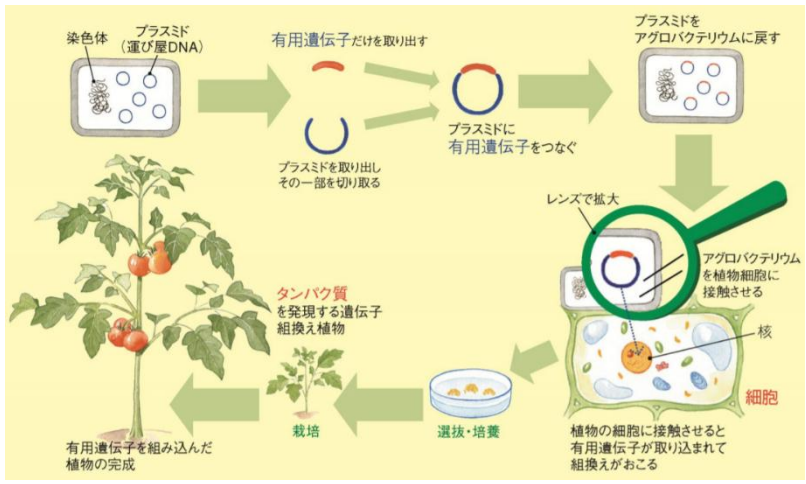 染色体
プラスミド
（運び屋DNA）
有用遺伝子だけを取り出す
プラスミドを取り出し
その一部を切り取る
プラスミドに
有用遺伝子をつなぐ
プラスミドを
アグロバクテリウムに戻す
レンズで拡大
アグロバクテリウム
を植物細胞に
接触させる
核
細胞
植物の細胞に接触させると
有用遺伝子が取り込まれて
組換えがおこる
選抜・培養
タンパク質
を発現する遺伝子
組換え植物
栽培
有用遺伝子を組み込んだ
植物の完成